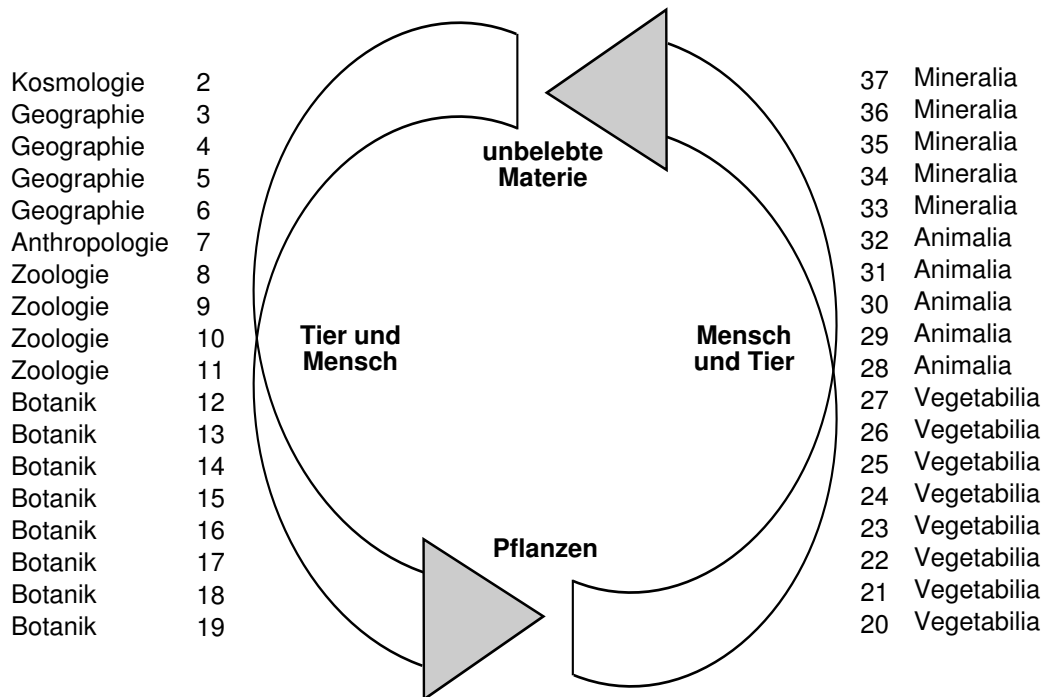 Kosmologie 2
Geographie 3
Geographie 4
Geographie 5
Geographie 6
Anthropologie 7
Zoologie 8
Zoologie 9
Zoologie 10
Zoologie 11
Botanik 12
Botanik 13
Botanik 14
Botanik 15
Botanik 16
Botanik 17
Botanik 18
Botanik 19
unbelebte
Materie
Tier und
Mensch
Mensch
und Tier
Pflanzen
37 Mineralia
36 Mineralia
35 Mineralia
34 Mineralia
33 Mineralia
32 Animalia
31 Animalia
30 Animalia
29 Animalia
28 Animalia
27 Vegetabilia
26 Vegetabilia
25 Vegetabilia
24 Vegetabilia
23 Vegetabilia
22 Vegetabilia
21 Vegetabilia
20 Vegetabilia